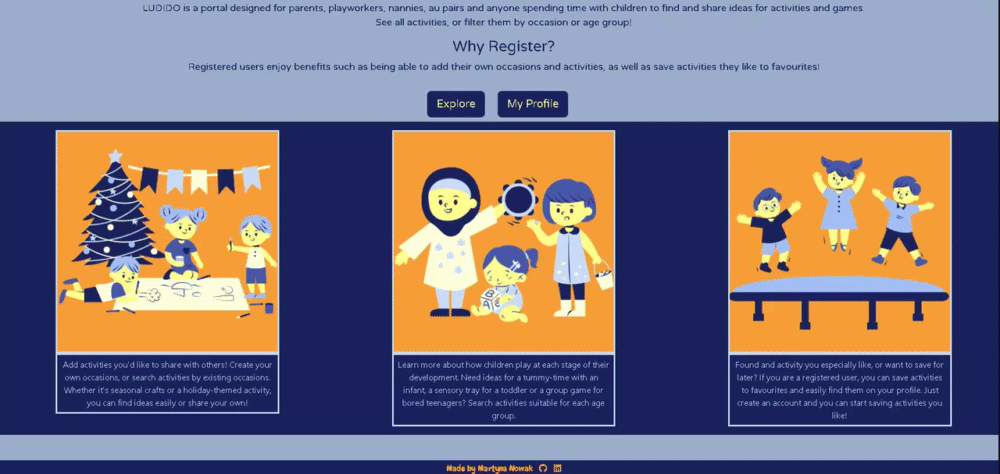 LUDIDO is a portal designed for parents, playworkers, nannies, au pairs and anyone spending time with children to find and share ideas for activities and games.
See all activities, or filter them by occasion or age group!
Why Register?
Registered users enjoy benefits such as being able to add their own occasions and activities, as well as save activities they like to favourites!
Explore
My Profile
Add activities you'd like to share with others! Create your
own occasions, or search activities by existing occasions.
Whether it's seasonal crafts or a holiday-themed activity,
you can find ideas easily or share your own!
Learn more about how children play at each stage of their
development. Need ideas for a tummy-time with an
infant, a sensory tray for a toddler or a group game for
bored teenagers? Search activities suitable for each age
group.
Found and activity you especially like, or want to save for
later? If you are a registered user, you can save activities
to favourites and easily find them on your profile. Just
create an account and you can start saving activities you
like!
Made by Martyna Nowak